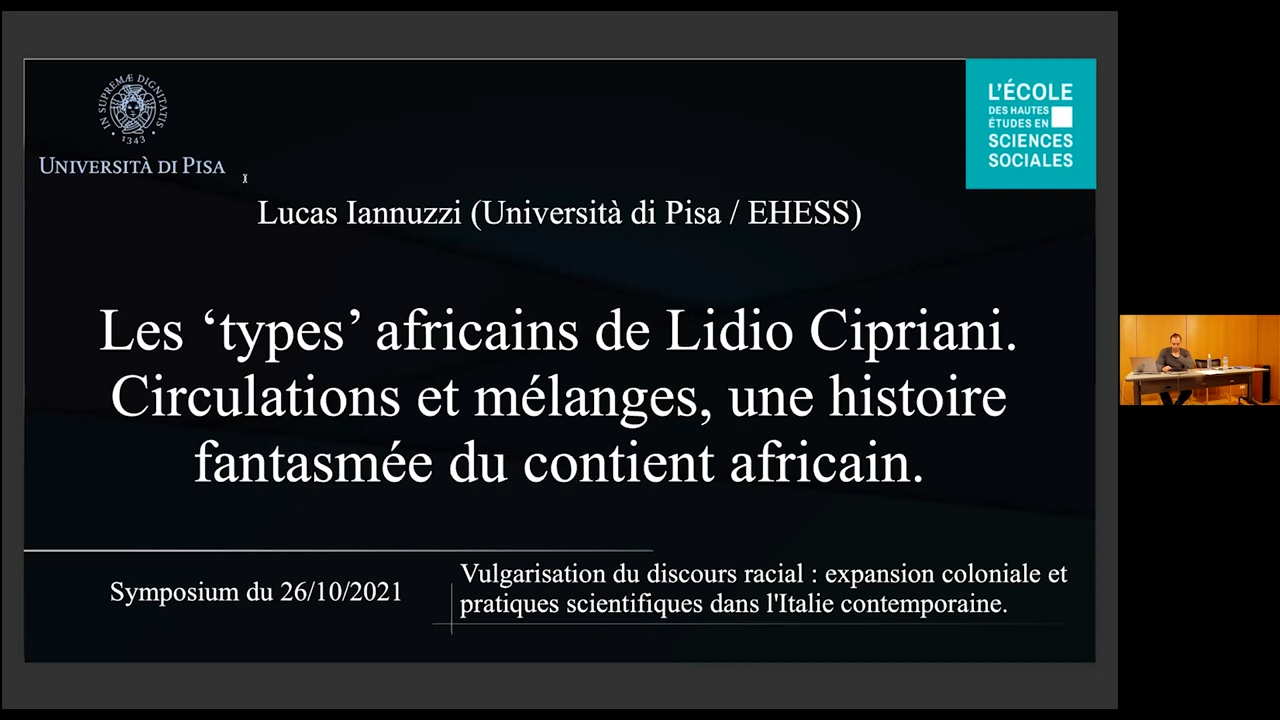 IN SUPREMÆ DIGNITATIS
1343
UNIVERSITÀ DI PISA
L'ÉCOLE
DES HAUTES
ÉTUDES EN
SCIENCES
SOCIALES
Lucas Iannuzzi (Università di Pisa / EHESS)
Les ‘types’ africains de Lidio Cipriani.
Circulations et mélanges, une histoire
fantasmée du contient africain.
Symposium du 26/10/2021
Vulgarisation du discours racial : expansion coloniale et
pratiques scientifiques dans l'Italie contemporaine.